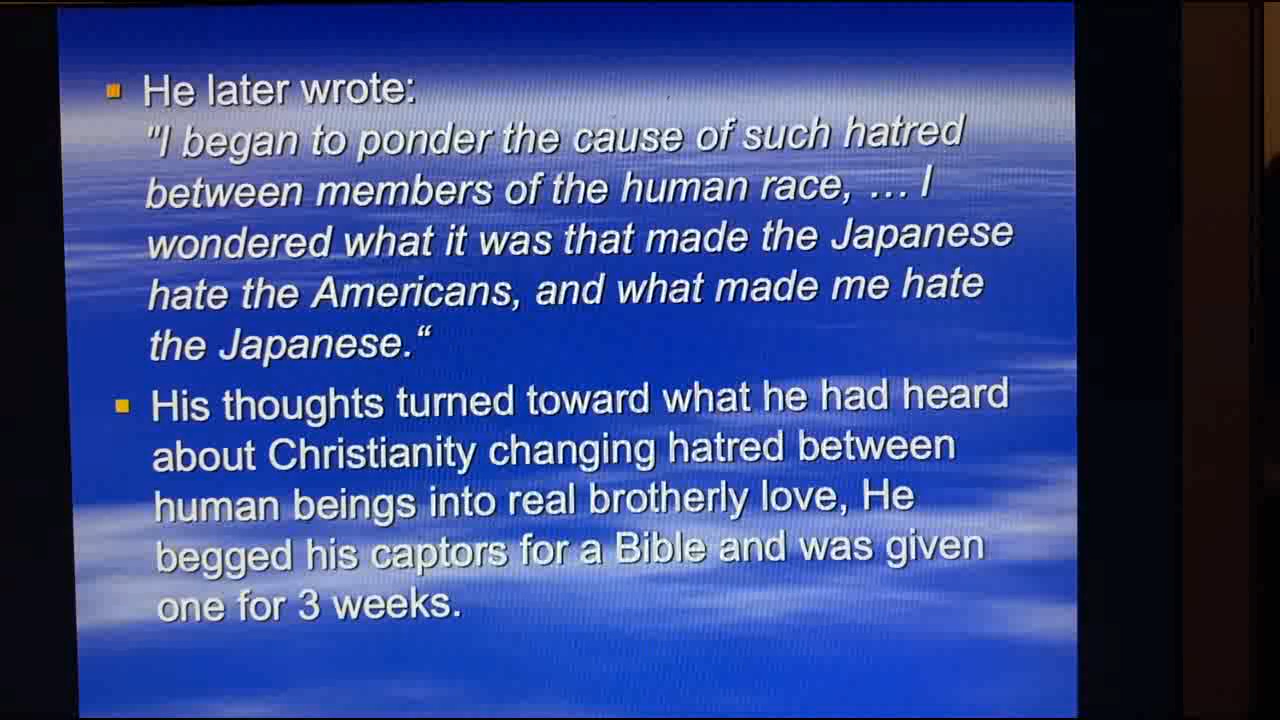 He later wrote:
"I began to ponder the cause of such hatred
between members of the human race, … I
wondered what it was that made the Japanese
hate the Americans, and what made me hate
the Japanese.“
His thoughts turned toward what he had heard
about Christianity changing hatred between
human beings into real brotherly love, He
begged his captors for a Bible and was given
one for 3 weeks.